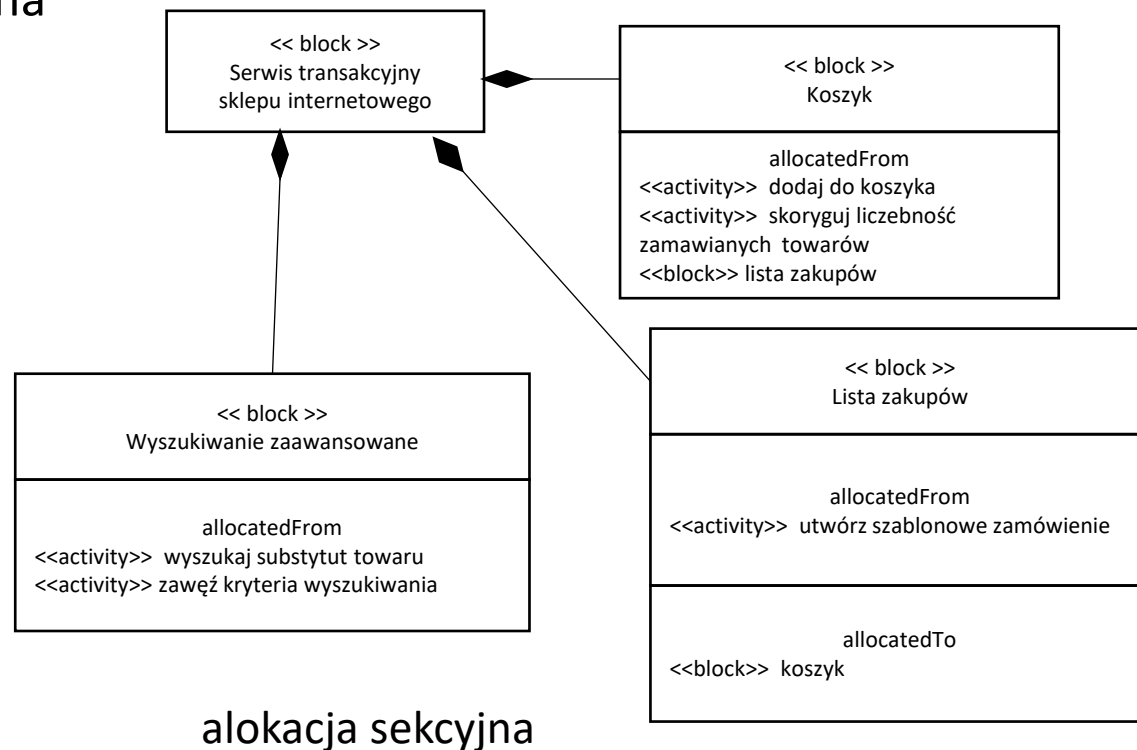 na
<< block >>
Serwis transakcyjny
sklepu internetowego
<< block >>
Koszyk
allocatedFrom
<<activity>> dodaj do koszyka
<<activity>> skoryguj liczebność
zamawianych towarów
<<block>> lista zakupów
<< block >>
Lista zakupów
allocatedFrom
<<activity>> utwórz szablonowe zamówienie
allocatedTo
<<block>> koszyk
<< block >>
Wyszukiwanie zaawansowane
allocatedFrom
<<activity>> wyszukaj substytut towaru
<<activity>> zawęź kryteria wyszukiwania
alokacja sekcyjna